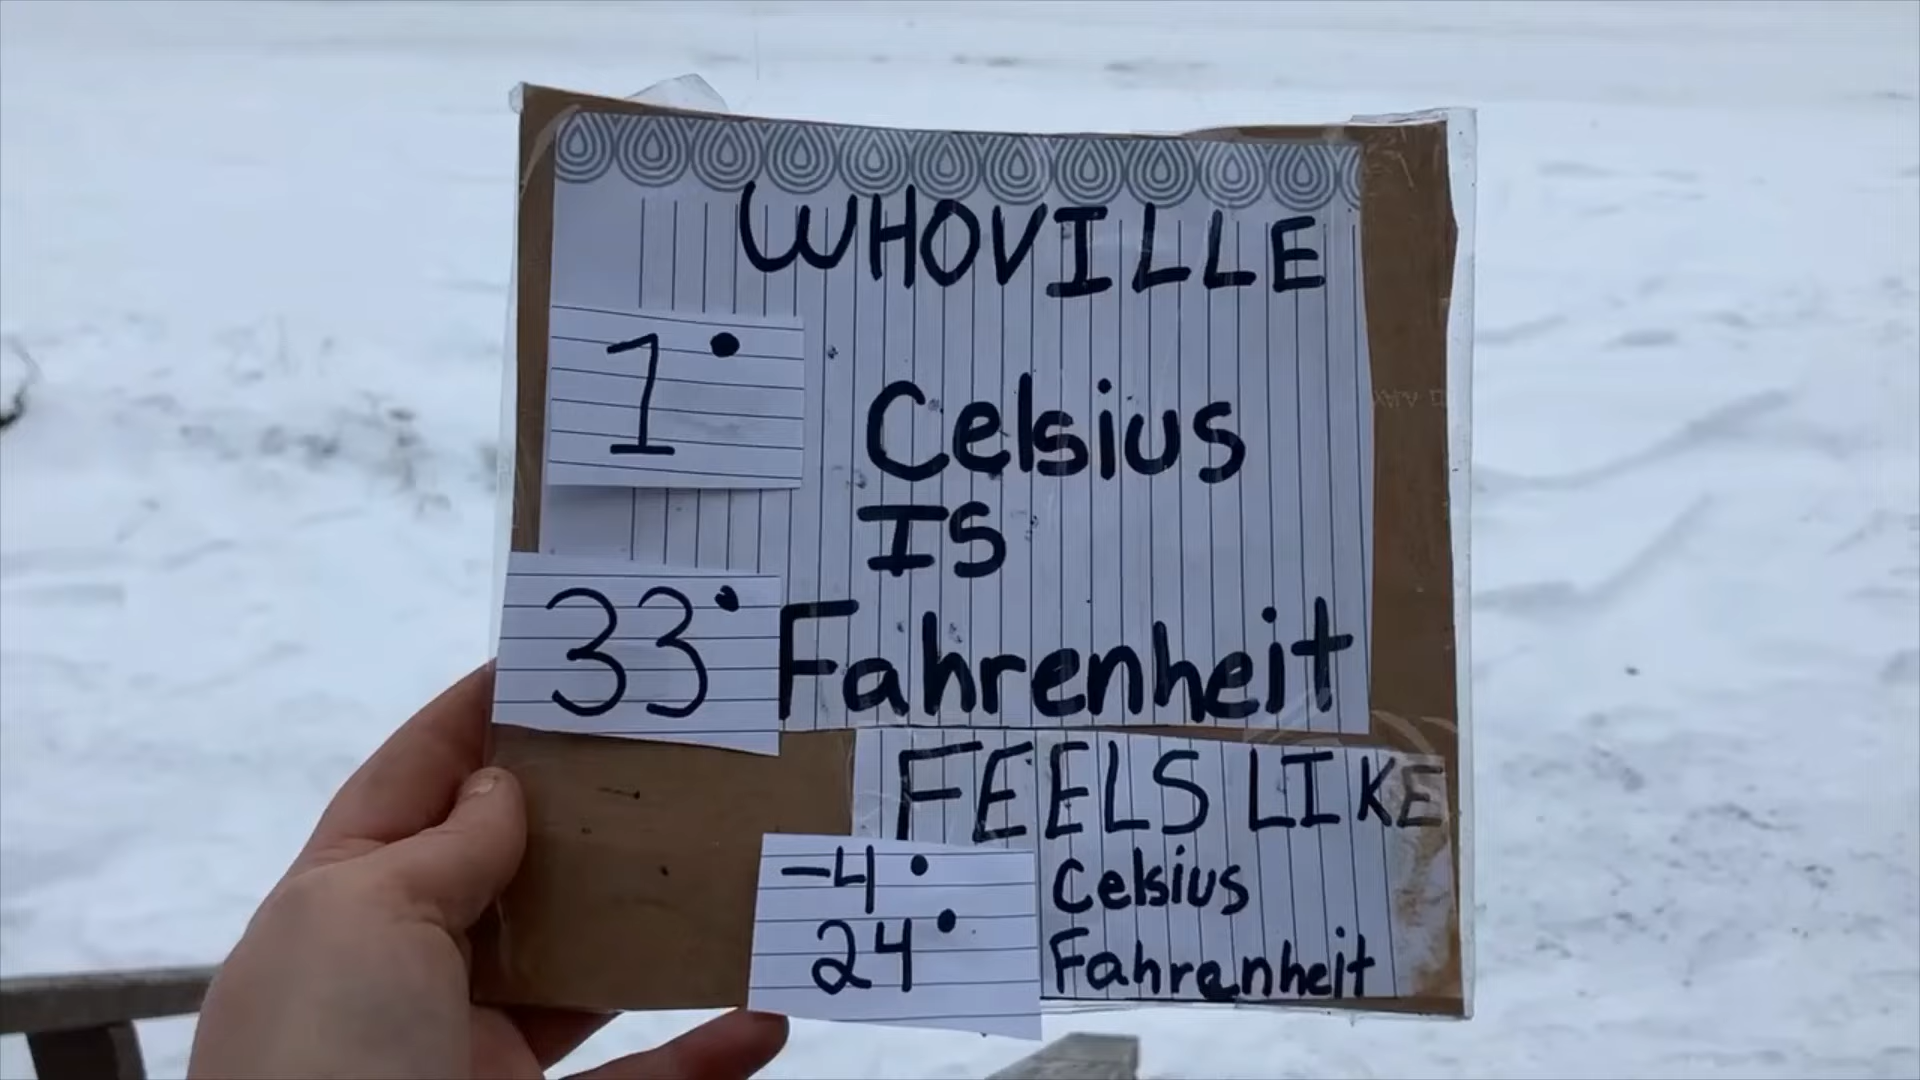 WHOVILLE
1° Celsius
IS
33° Fahrenheit
FEELS LIKE
-4° Celsius
24° Fahrenheit